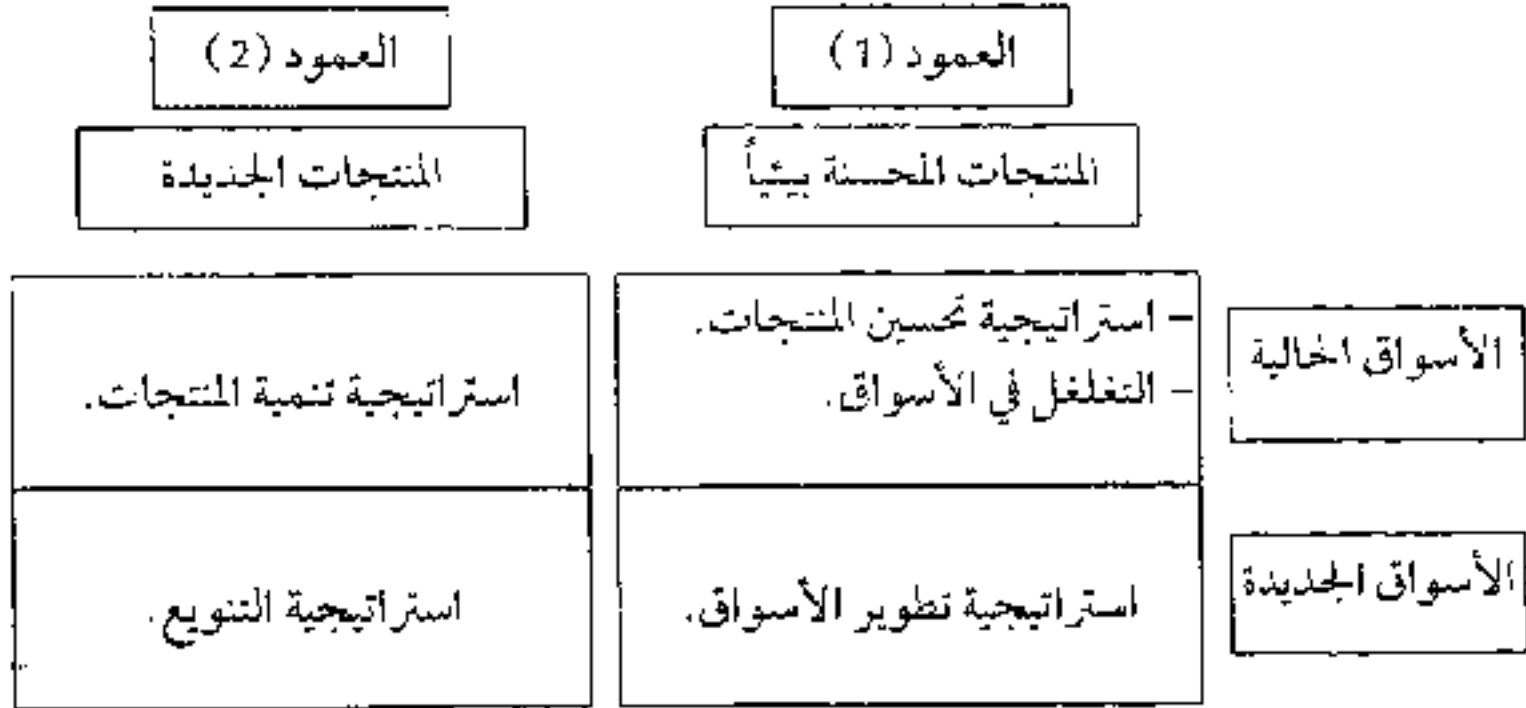 العمود (1)
العمود (2)
المنتجات المحسنة بيئياً
المنتجات الجديدة
الأسواق الحالية
- استراتيجية تحسين المنتجات.
- التغلغل في الأسواق.
استراتيجية تنمية المنتجات.
الأسواق الجديدة
استراتيجية تطوير الأسواق.
استراتيجية التنويع.